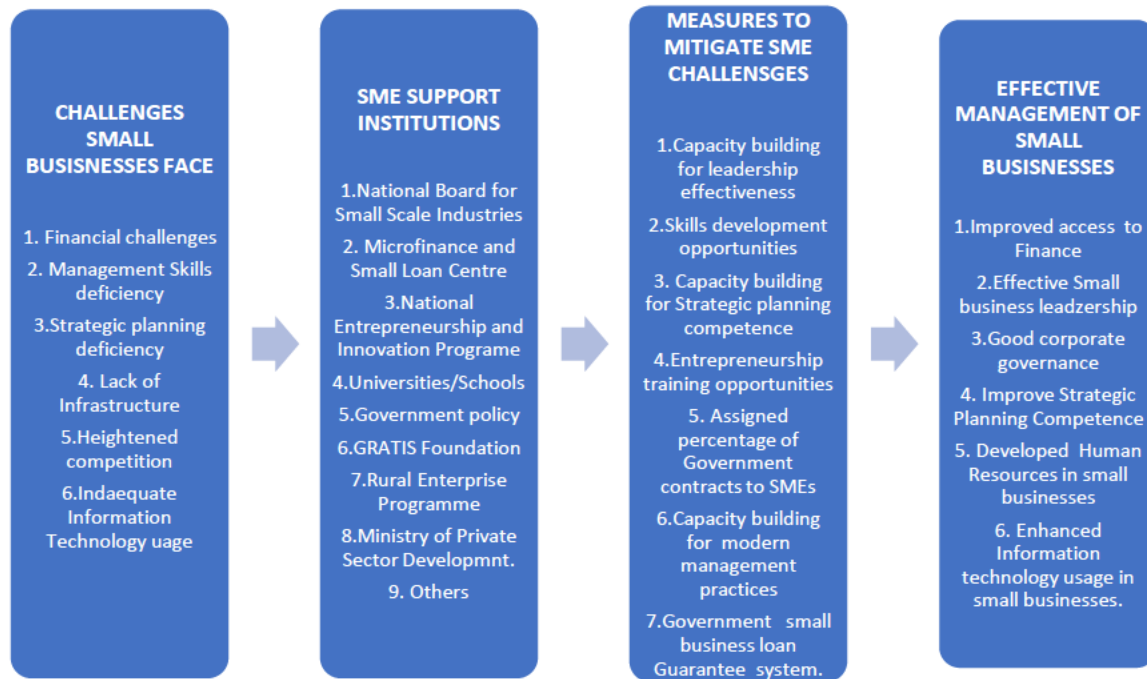 CHALLENGES
SMALL
BUSISNESSES FACE
1. Financial challenges
2. Management Skills
deficiency
3.Strategic planning
deficiency
4. Lack of
Infrastructure
5.Heightened
competition
6.Indaequate
Information
Technology uage
SME SUPPORT
INSTITUTIONS
1.National Board for
Small Scale Industries
2. Microfinance and
Small Loan Centre
3.National
Entrepreneurship and
Innovation Programe
4.Universities/Schools
5.Government policy
6.GRATIS Foundation
7.Rural Enterprise
Programme
8.Ministry of Private
Sector Developmnt.
9. Others
MEASURES TO
MITIGATE SME
CHALLENSGES
1.Capacity building
for leadership
effectiveness
2.Skills development
opportunities
3. Capacity building
for Strategic planning
competence
4.Entrepreneurship
training opportunities
5. Assigned
percentage of
Government
contracts to SMEs
6.Capacity building
for modern
management
practices
7.Government small
business loan
Guarantee system.
EFFECTIVE
MANAGEMENT OF
SMALL
BUSISNESSES
1.Improved access to
Finance
2.Effective Small
business leadzership
3.Good corporate
governance
4. Improve Strategic
Planning Competence
5. Developed Human
Resources in small
businesses
6. Enhanced
Information
technology usage in
small businesses.